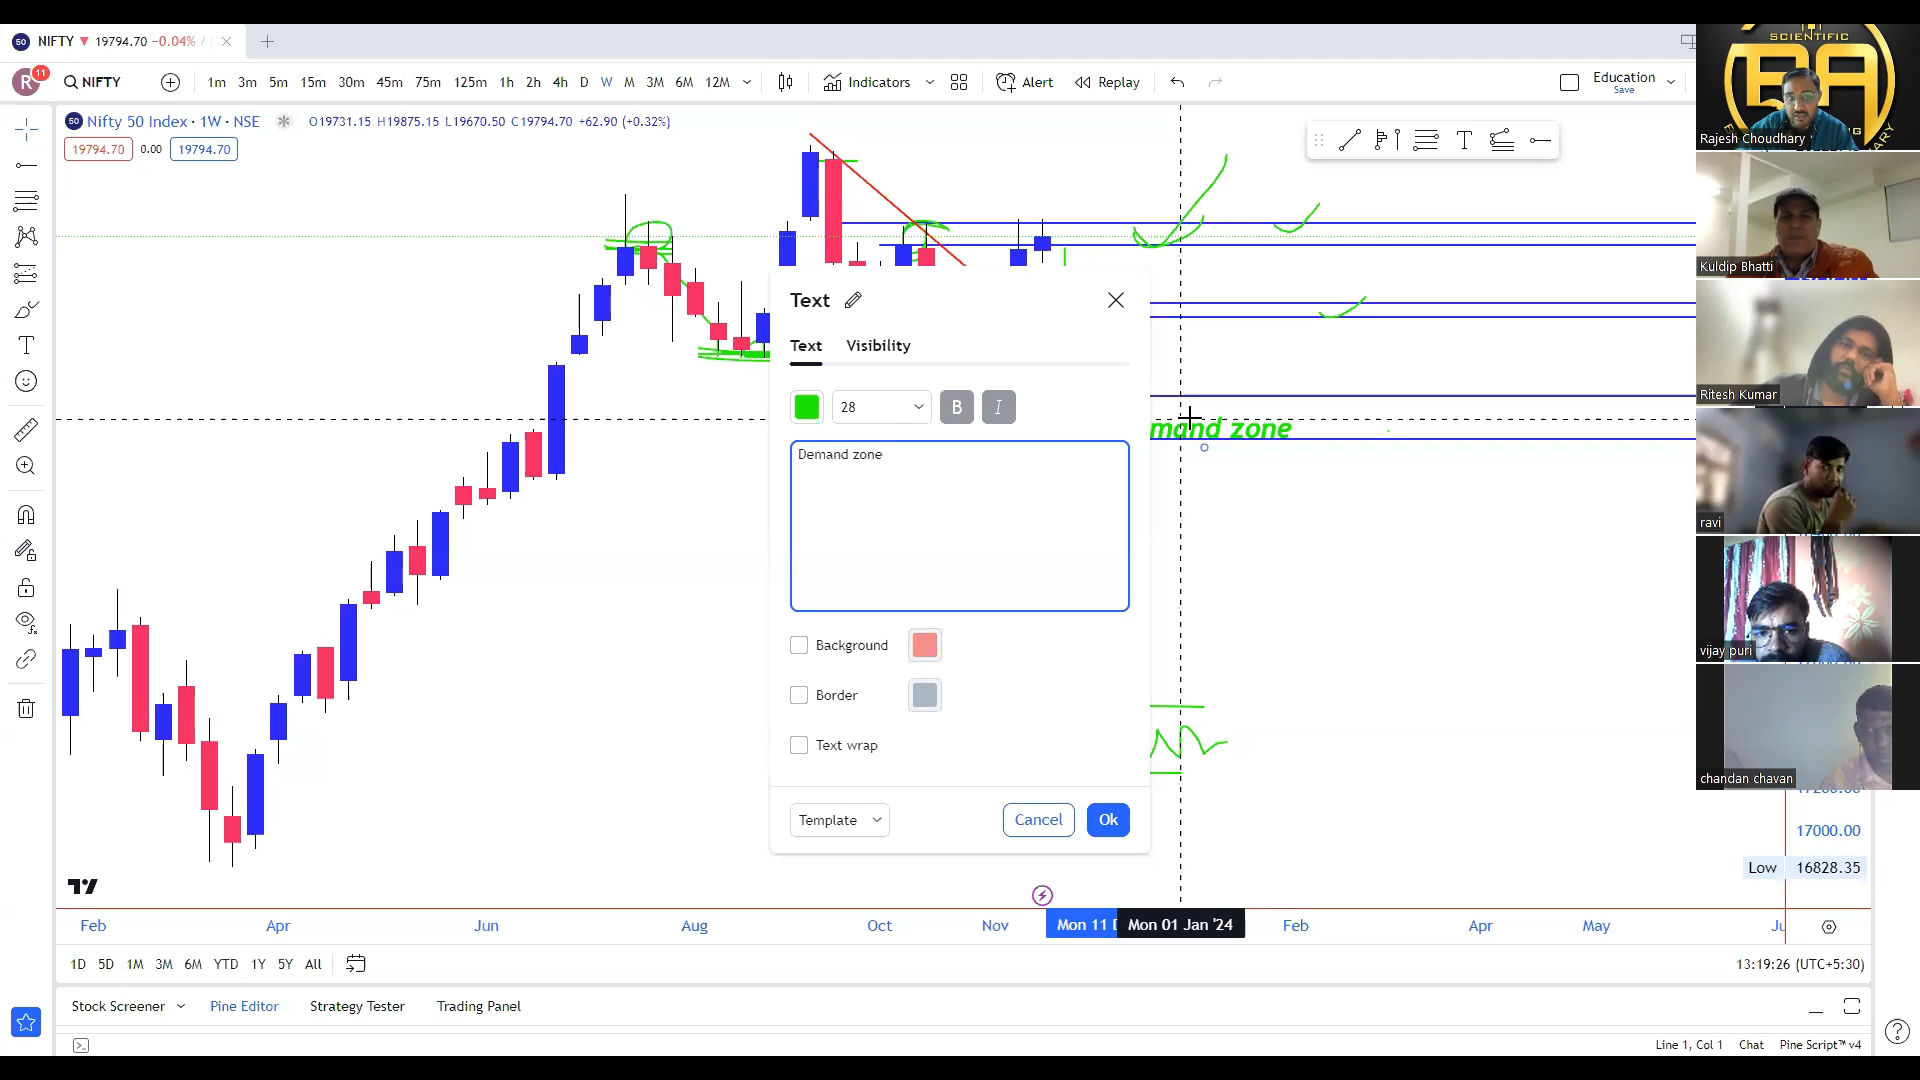 NIFTY 19794.70 −0.04% /
R 11 NIFTY 1m 3m 5m 15m 30m 45m 75m 125m 1h 2h 4h D W M 3M 6M 12M Indicators Alert Replay Education
Save
50 Nifty 50 Index · 1W · NSE O19731.15 H19875.15 L19670.50 C19794.70 +62.90 (+0.32%)
19794.70 0.00 19794.70
SCIENTIFIC
Rajesh Choudhary
Kuldip Bhatti
Ritesh Kumar
ravi
vijay puri
chandan chavan
Text
Text Visibility
28 B I
Demand zone
mand zone
Background
Border
Text wrap
Template Cancel Ok
17000.00
Low 16828.35
Feb Apr Jun Aug Oct Nov Mon 11 Mon 01 Jan '24 Feb Apr May
1D 5D 1M 3M 6M YTD 1Y 5Y All 13:19:26 (UTC+5:30)
Stock Screener Pine Editor Strategy Tester Trading Panel
Line 1, Col 1 Chat Pine Script™ v4